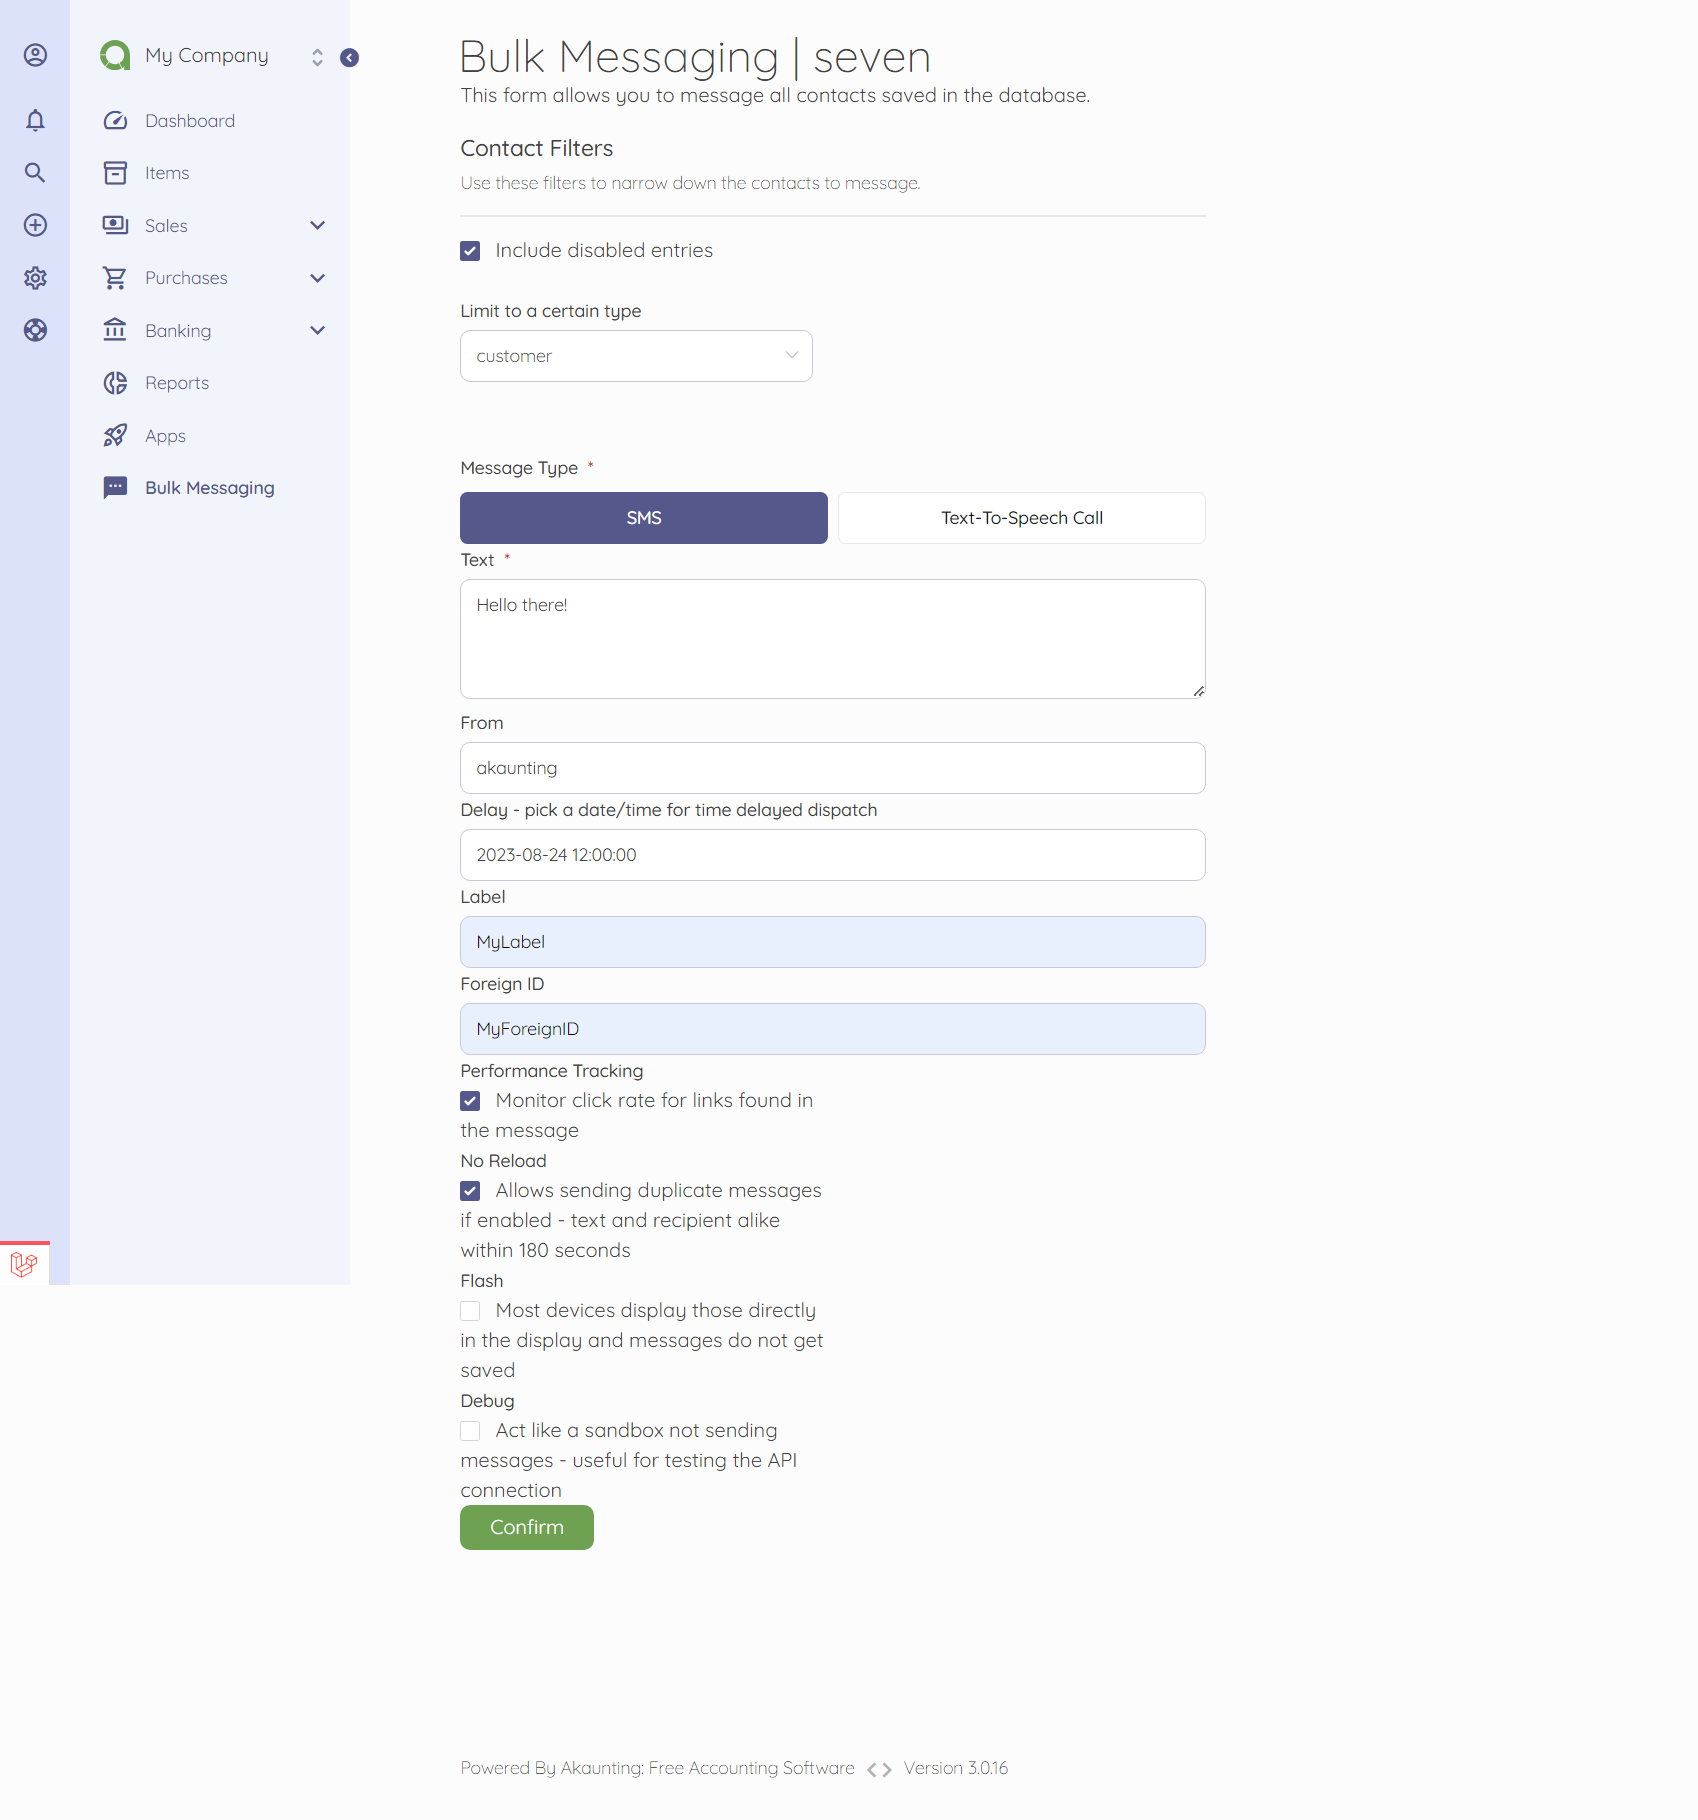 My Company
Dashboard
Items
Sales
Purchases
Banking
Reports
Apps
Bulk Messaging
Bulk Messaging | seven
This form allows you to message all contacts saved in the database.
Contact Filters
Use these filters to narrow down the contacts to message.
Include disabled entries
Limit to a certain type
customer
Message Type *
SMS
Text-To-Speech Call
Text *
Hello there!
From
akaunting
Delay - pick a date/time for time delayed dispatch
2023-08-24 12:00:00
Label
MyLabel
Foreign ID
MyForeignID
Performance Tracking
Monitor click rate for links found in
the message
No Reload
Allows sending duplicate messages
if enabled - text and recipient alike
within 180 seconds
Flash
Most devices display those directly
in the display and messages do not get
saved
Debug
Act like a sandbox not sending
messages - useful for testing the API
connection
Confirm
Powered By Akaunting: Free Accounting Software <> Version 3.0.16